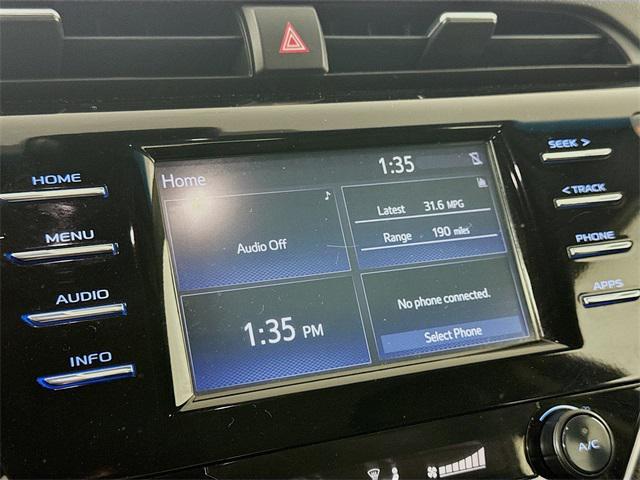 Home 1:35
Audio Off
Latest 31.6 MPG
Range 190 miles
1:35 PM
No phone connected.
Select Phone
HOME
MENU
AUDIO
INFO
SEEK >
< TRACK
PHONE
APPS
A/C